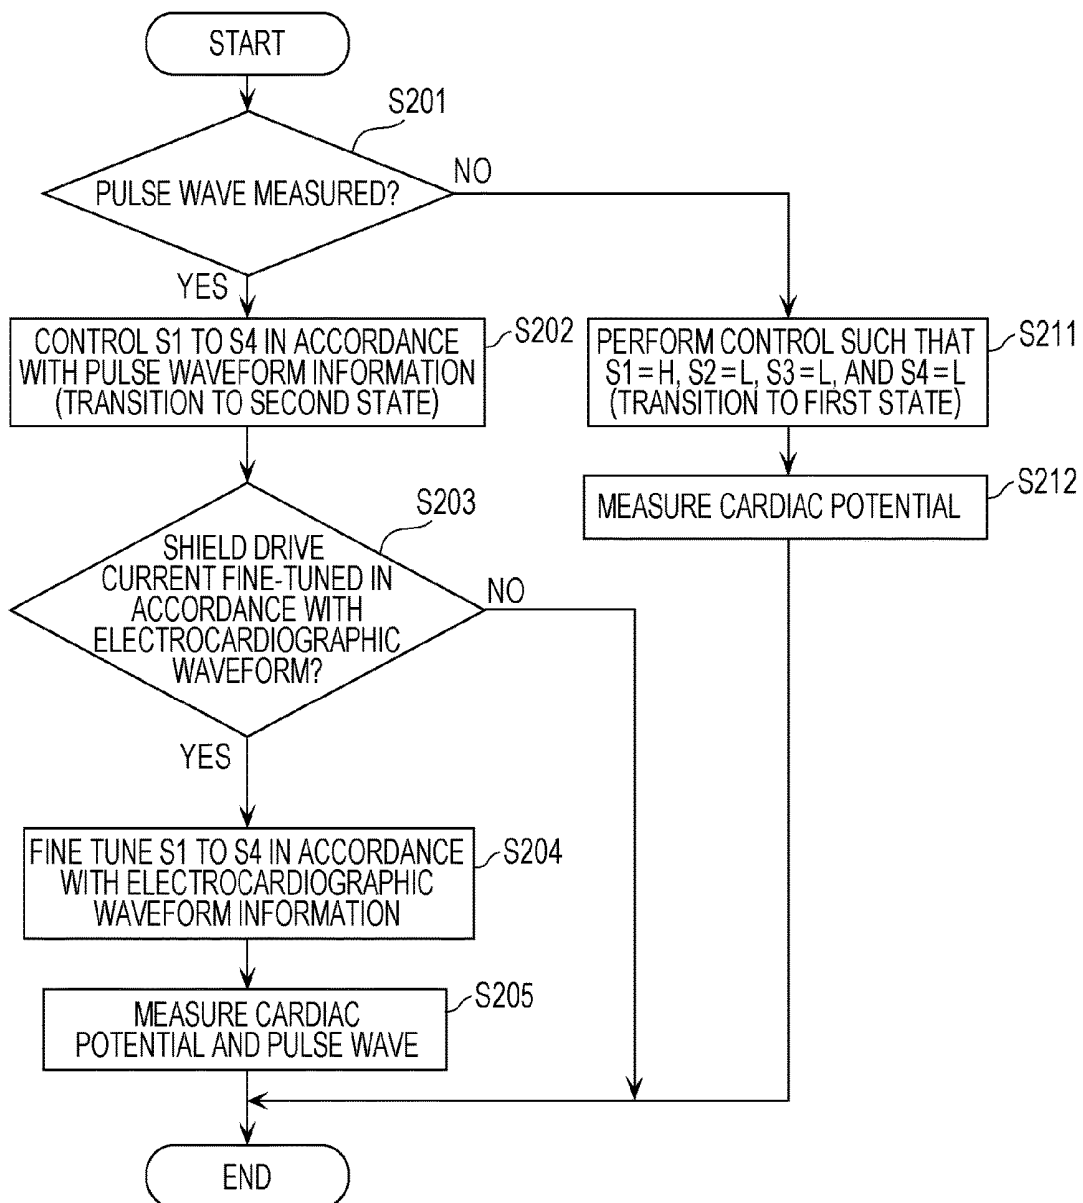 START
S201
PULSE WAVE MEASURED?
NO
YES
CONTROL S1 TO S4 IN ACCORDANCE
WITH PULSE WAVEFORM INFORMATION
(TRANSITION TO SECOND STATE)
S202
PERFORM CONTROL SUCH THAT
S1 = H, S2 = L, S3 = L, AND S4 = L
(TRANSITION TO FIRST STATE)
S211
MEASURE CARDIAC POTENTIAL
S212
S203
SHIELD DRIVE
CURRENT FINE-TUNED IN
ACCORDANCE WITH
ELECTROCARDIOGRAPHIC
WAVEFORM?
NO
YES
FINE TUNE S1 TO S4 IN ACCORDANCE
WITH ELECTROCARDIOGRAPHIC
WAVEFORM INFORMATION
S204
MEASURE CARDIAC
POTENTIAL AND PULSE WAVE
S205
END